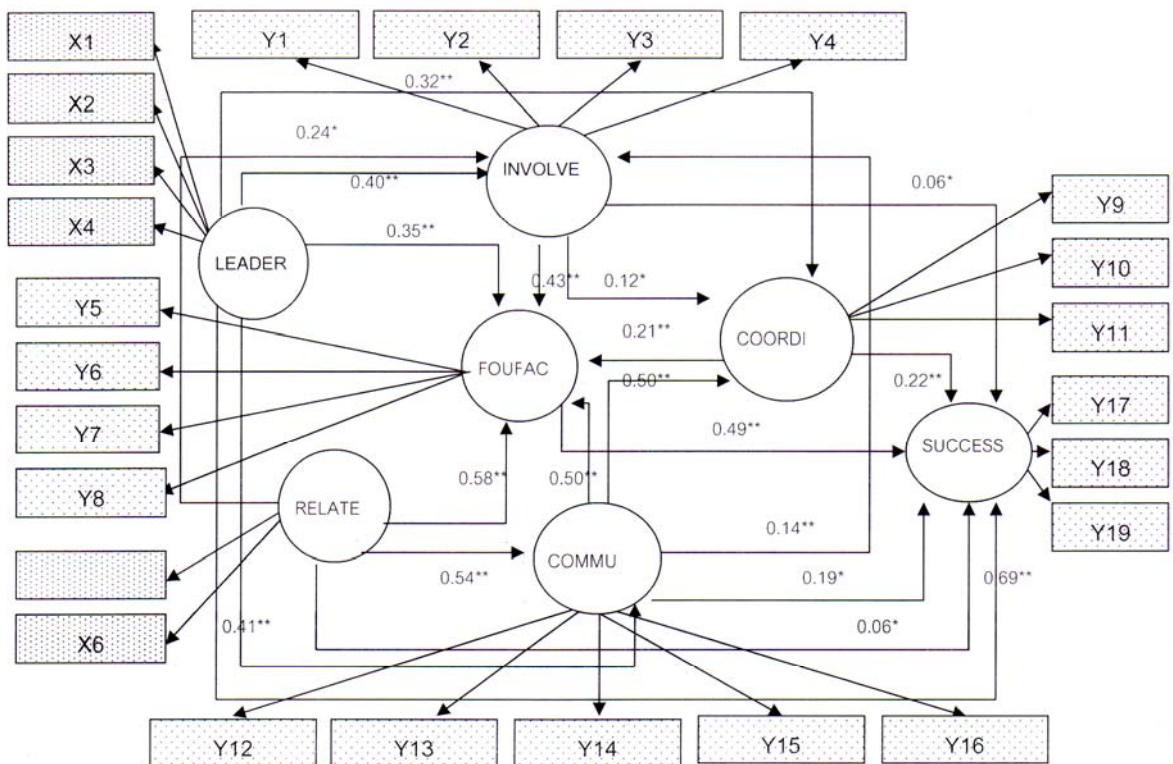 X1
Y1
Y2
Y3
Y4
0.32**
X2
0.24*
X3
INVOLVE
0.40**
0.06*
X4
Y9
0.35**
LEADER
Y10
0.43**
0.12*
Y5
Y11
0.21**
COORDI
Y6
FOUFAC
0.50**
0.22**
Y17
Y7
0.49**
SUCCESS
Y18
Y8
0.58**
0.50**
RELATE
0.14**
Y19
COMMU
0.54**
0.19*
0.69**
X6
0.41**
0.06*
Y12
Y13
Y14
Y15
Y16